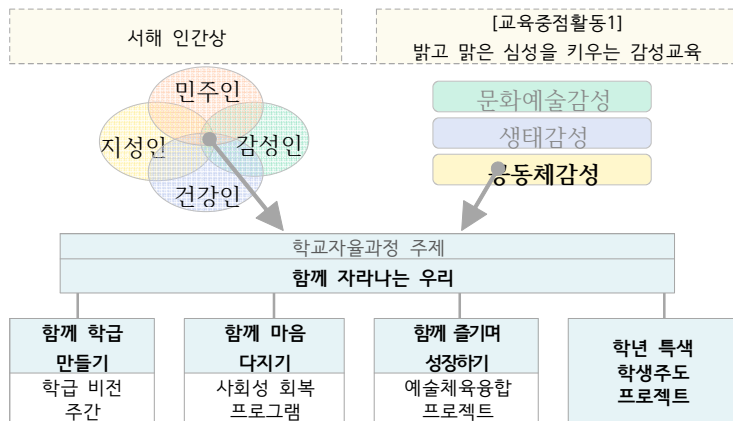 서해 인간상
[교육중점활동1]
밝고 맑은 심성을 키우는 감성교육
민주인
지성인
감성인
건강인
문화예술감성
생태감성
공동체감성
학교자율과정 주제
함께 자라나는 우리
함께 학급
만들기
학급 비전
주간
함께 마음
다지기
사회성 회복
프로그램
함께 즐기며
성장하기
예술체육융합
프로젝트
학년 특색
학생주도
프로젝트